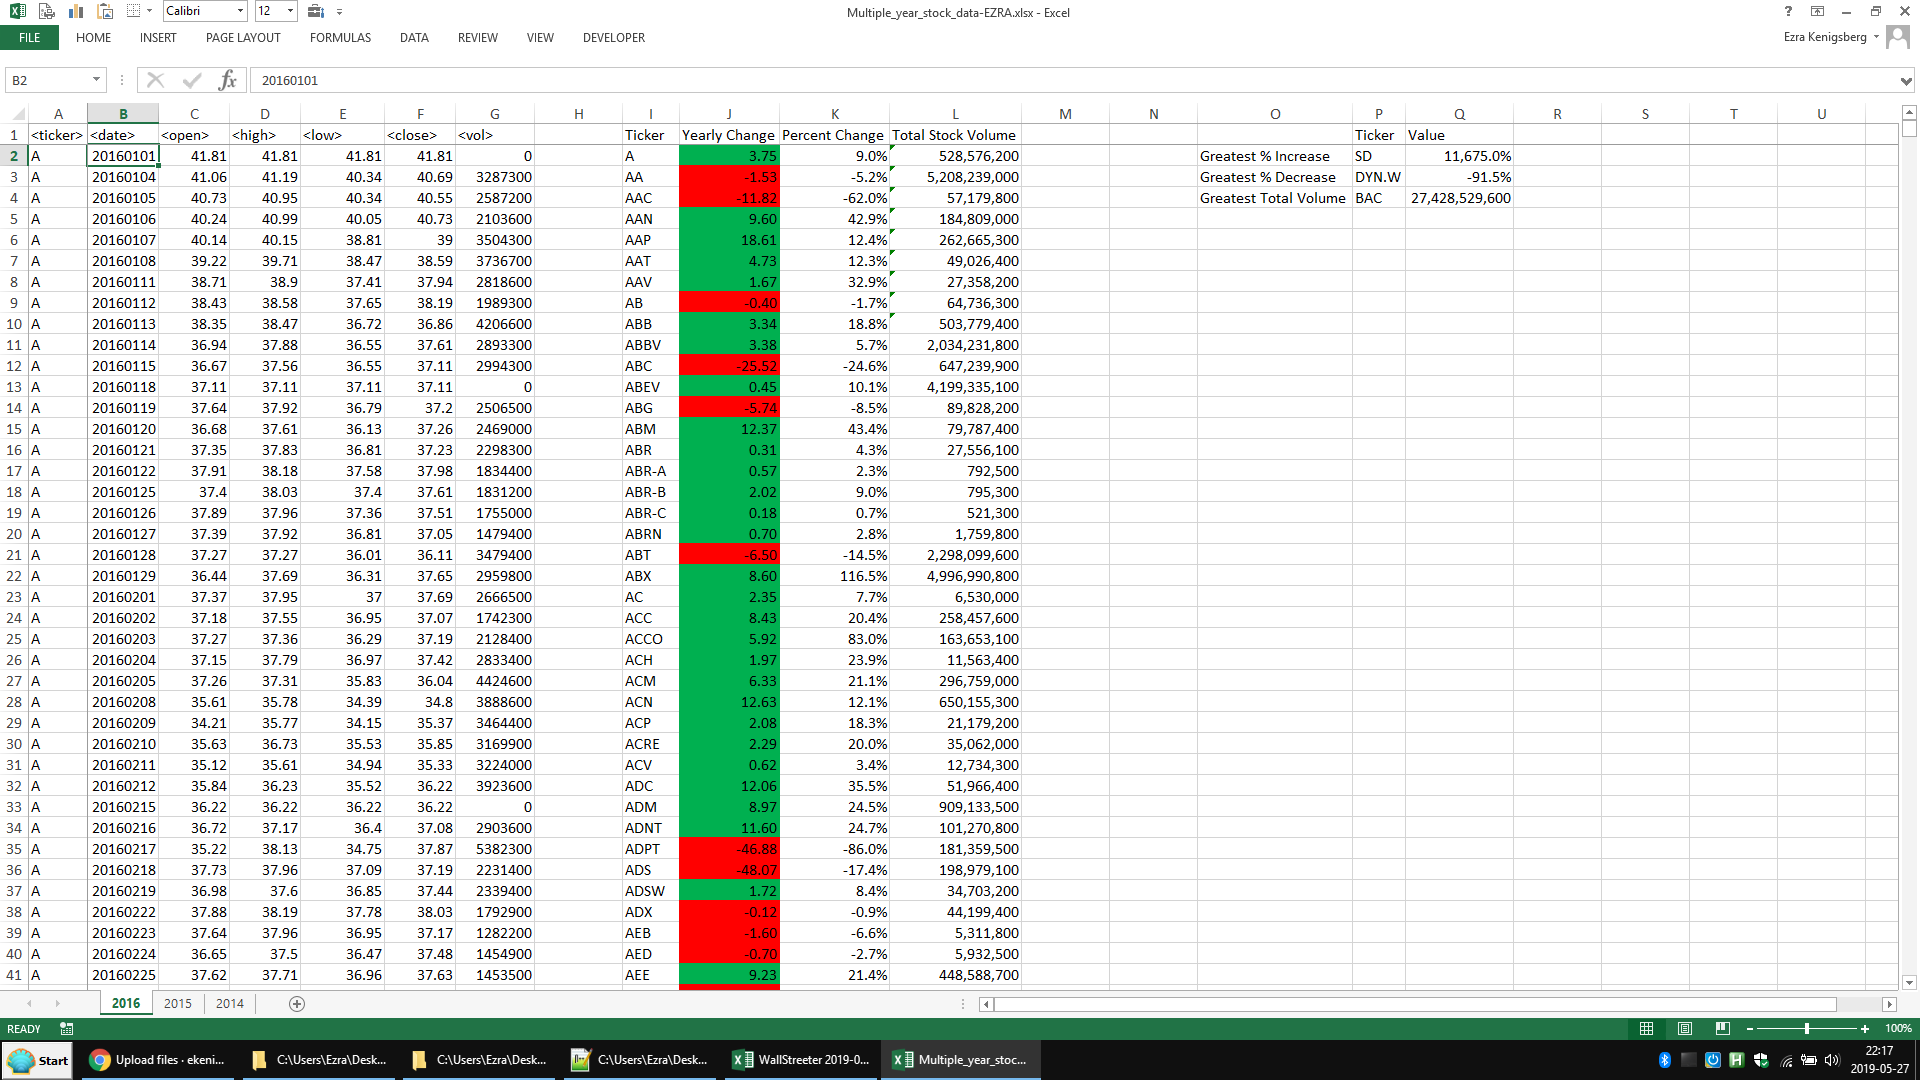 Calibri 12
Multiple_year_stock_data-EZRA.xlsx - Excel
FILE HOME INSERT PAGE LAYOUT FORMULAS DATA REVIEW VIEW DEVELOPER Ezra Kenigsberg
B2 fx 20160101
A B C D E F G H I J K L M N O P Q R S T U
1 <ticker> <date> <open> <high> <low> <close> <vol> Ticker Yearly Change Percent Change Total Stock Volume Ticker Value
2 A 20160101 41.81 41.81 41.81 41.81 0 A 3.75 9.0% 528,576,200 Greatest % Increase SD 11,675.0%
3 A 20160104 41.06 41.19 40.34 40.69 3287300 AA -1.53 -5.2% 5,208,239,000 Greatest % Decrease DYN.W -91.5%
4 A 20160105 40.73 40.95 40.34 40.55 2587200 AAC -11.82 -62.0% 57,179,800 Greatest Total Volume BAC 27,428,529,600
5 A 20160106 40.24 40.99 40.05 40.73 2103600 AAN 9.60 42.9% 184,809,000
6 A 20160107 40.14 40.15 38.81 39 3504300 AAP 18.61 12.4% 262,665,300
7 A 20160108 39.22 39.71 38.47 38.59 3736700 AAT 4.73 12.3% 49,026,400
8 A 20160111 38.71 38.9 37.41 37.94 2818600 AAV 1.67 32.9% 27,358,200
9 A 20160112 38.43 38.58 37.65 38.19 1989300 AB -0.40 -1.7% 64,736,300
10 A 20160113 38.35 38.47 36.72 36.86 4206600 ABB 3.34 18.8% 503,779,400
11 A 20160114 36.94 37.88 36.55 37.61 2893300 ABBV 3.38 5.7% 2,034,231,800
12 A 20160115 36.67 37.56 36.55 37.11 2994300 ABC -25.52 -24.6% 647,239,900
13 A 20160118 37.11 37.11 37.11 37.11 0 ABEV 0.45 10.1% 4,199,335,100
14 A 20160119 37.64 37.92 36.79 37.2 2506500 ABG -5.74 -8.5% 89,828,200
15 A 20160120 36.68 37.61 36.13 37.26 2469000 ABM 12.37 43.4% 79,787,400
16 A 20160121 37.35 37.83 36.81 37.23 2298300 ABR 0.31 4.3% 27,556,100
17 A 20160122 37.91 38.18 37.58 37.98 1834400 ABR-A 0.57 2.3% 792,500
18 A 20160125 37.4 38.03 37.4 37.61 1831200 ABR-B 2.02 9.0% 795,300
19 A 20160126 37.89 37.96 37.36 37.51 1755000 ABR-C 0.18 0.7% 521,300
20 A 20160127 37.39 37.92 36.81 37.05 1479400 ABRN 0.70 2.8% 1,759,800
21 A 20160128 37.27 37.27 36.01 36.11 3479400 ABT -6.50 -14.5% 2,298,099,600
22 A 20160129 36.44 37.69 36.31 37.65 2959800 ABX 8.60 116.5% 4,996,990,800
23 A 20160201 37.37 37.95 37 37.69 2666500 AC 2.35 7.7% 6,530,000
24 A 20160202 37.18 37.55 36.95 37.07 1742300 ACC 8.43 20.4% 258,457,600
25 A 20160203 37.27 37.36 36.29 37.19 2128400 ACCO 5.92 83.0% 163,653,100
26 A 20160204 37.15 37.79 36.97 37.42 2833400 ACH 1.97 23.9% 11,563,400
27 A 20160205 37.26 37.31 35.83 36.04 4424600 ACM 6.33 21.1% 296,759,000
28 A 20160208 35.61 35.78 34.39 34.8 3888600 ACN 12.63 12.1% 650,155,300
29 A 20160209 34.21 35.77 34.15 35.37 3464400 ACP 2.08 18.3% 21,179,200
30 A 20160210 35.63 36.73 35.53 35.85 3169900 ACRE 2.29 20.0% 35,062,000
31 A 20160211 35.12 35.61 34.94 35.33 3224000 ACV 0.62 3.4% 12,734,300
32 A 20160212 35.84 36.23 35.52 36.22 3923600 ADC 12.06 35.5% 51,966,400
33 A 20160215 36.22 36.22 36.22 36.22 0 ADM 8.97 24.5% 909,133,500
34 A 20160216 36.72 37.17 36.4 37.08 2903600 ADNT 11.60 24.7% 101,270,800
35 A 20160217 35.22 38.13 34.75 37.87 5382300 ADPT -46.88 -86.0% 181,359,500
36 A 20160218 37.73 37.96 37.09 37.19 2231400 ADS -48.07 -17.4% 198,979,100
37 A 20160219 36.98 37.6 36.85 37.44 2339400 ADSW 1.72 8.4% 34,703,200
38 A 20160222 37.88 38.19 37.78 38.03 1792900 ADX -0.12 -0.9% 44,199,400
39 A 20160223 37.64 37.96 36.95 37.17 1282200 AEB -1.60 -6.6% 5,311,800
40 A 20160224 36.65 37.5 36.47 37.48 1454900 AED -0.70 -2.7% 5,932,500
41 A 20160225 37.62 37.71 36.96 37.63 1453500 AEE 9.23 21.4% 448,588,700
2016 2015 2014
READY 100%
Start Upload files · ekeni... C:\Users\Ezra\Desk... C:\Users\Ezra\Desk... C:\Users\Ezra\Desk... WallStreeter 2019-0... Multiple_year_stoc... 22:17
2019-05-27